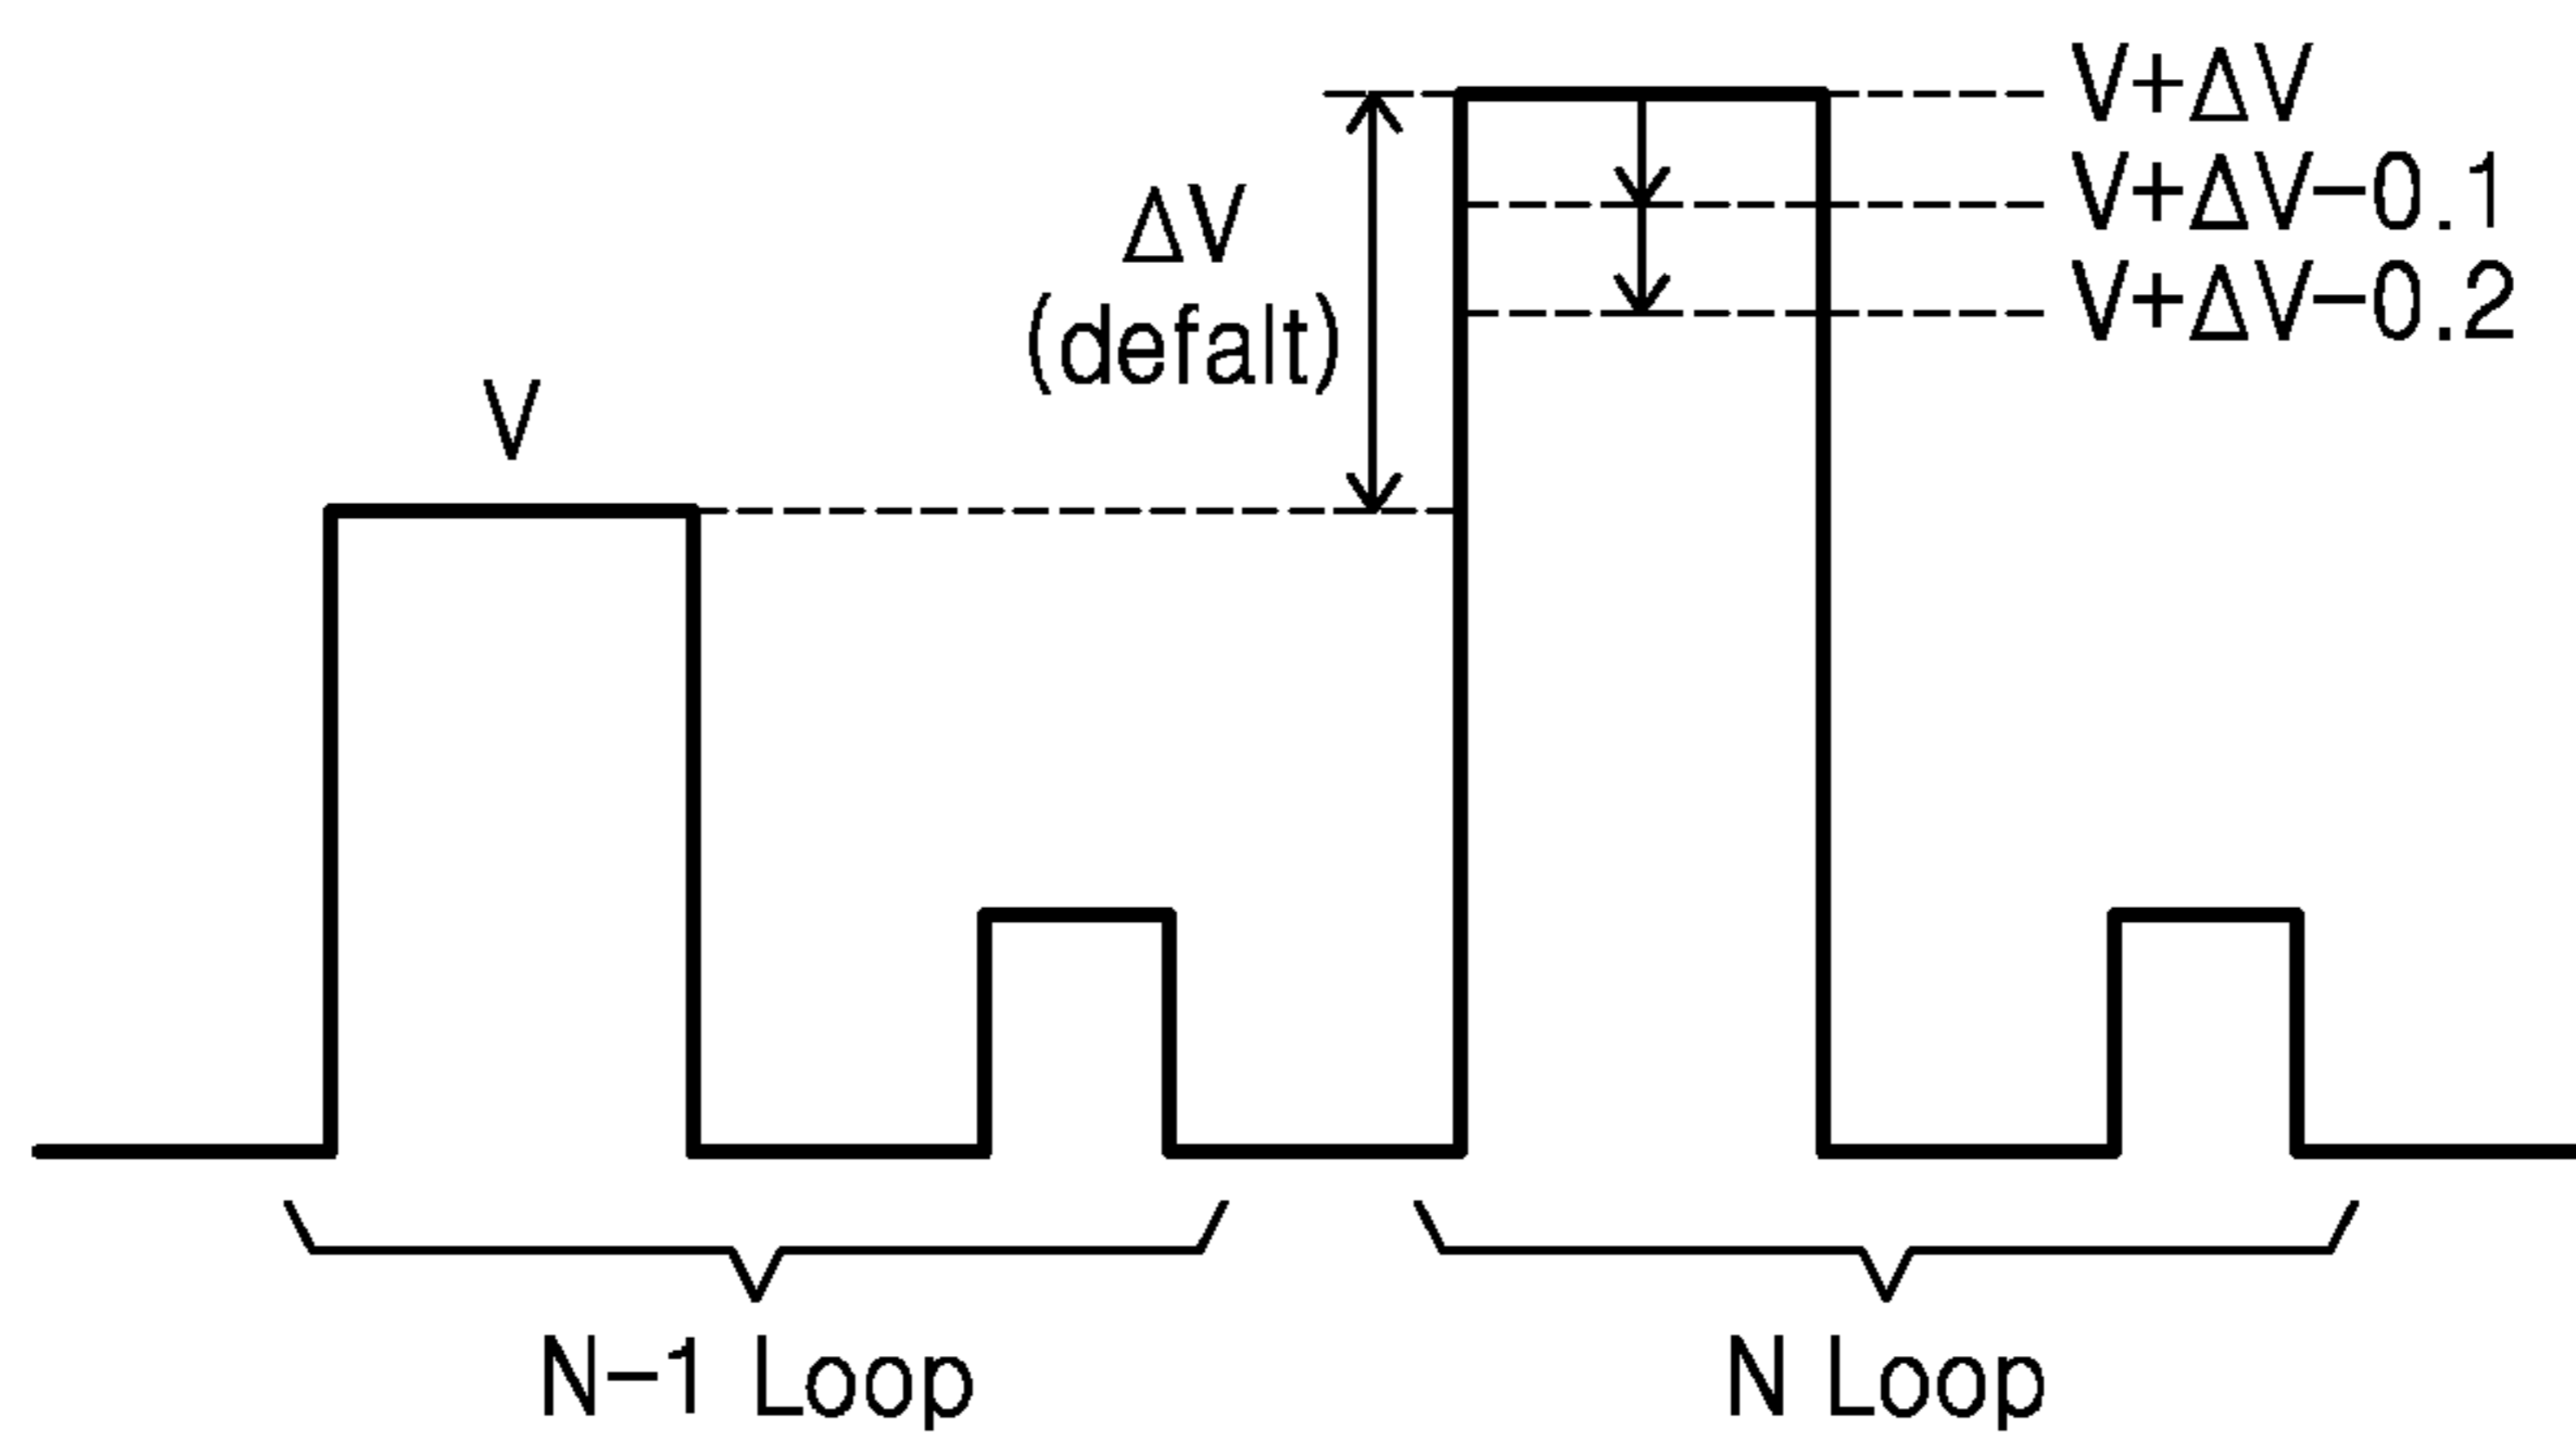 V+ΔV
V+ΔV-0.1
V+ΔV-0.2
ΔV
(defalt)
V
N-1 Loop
N Loop